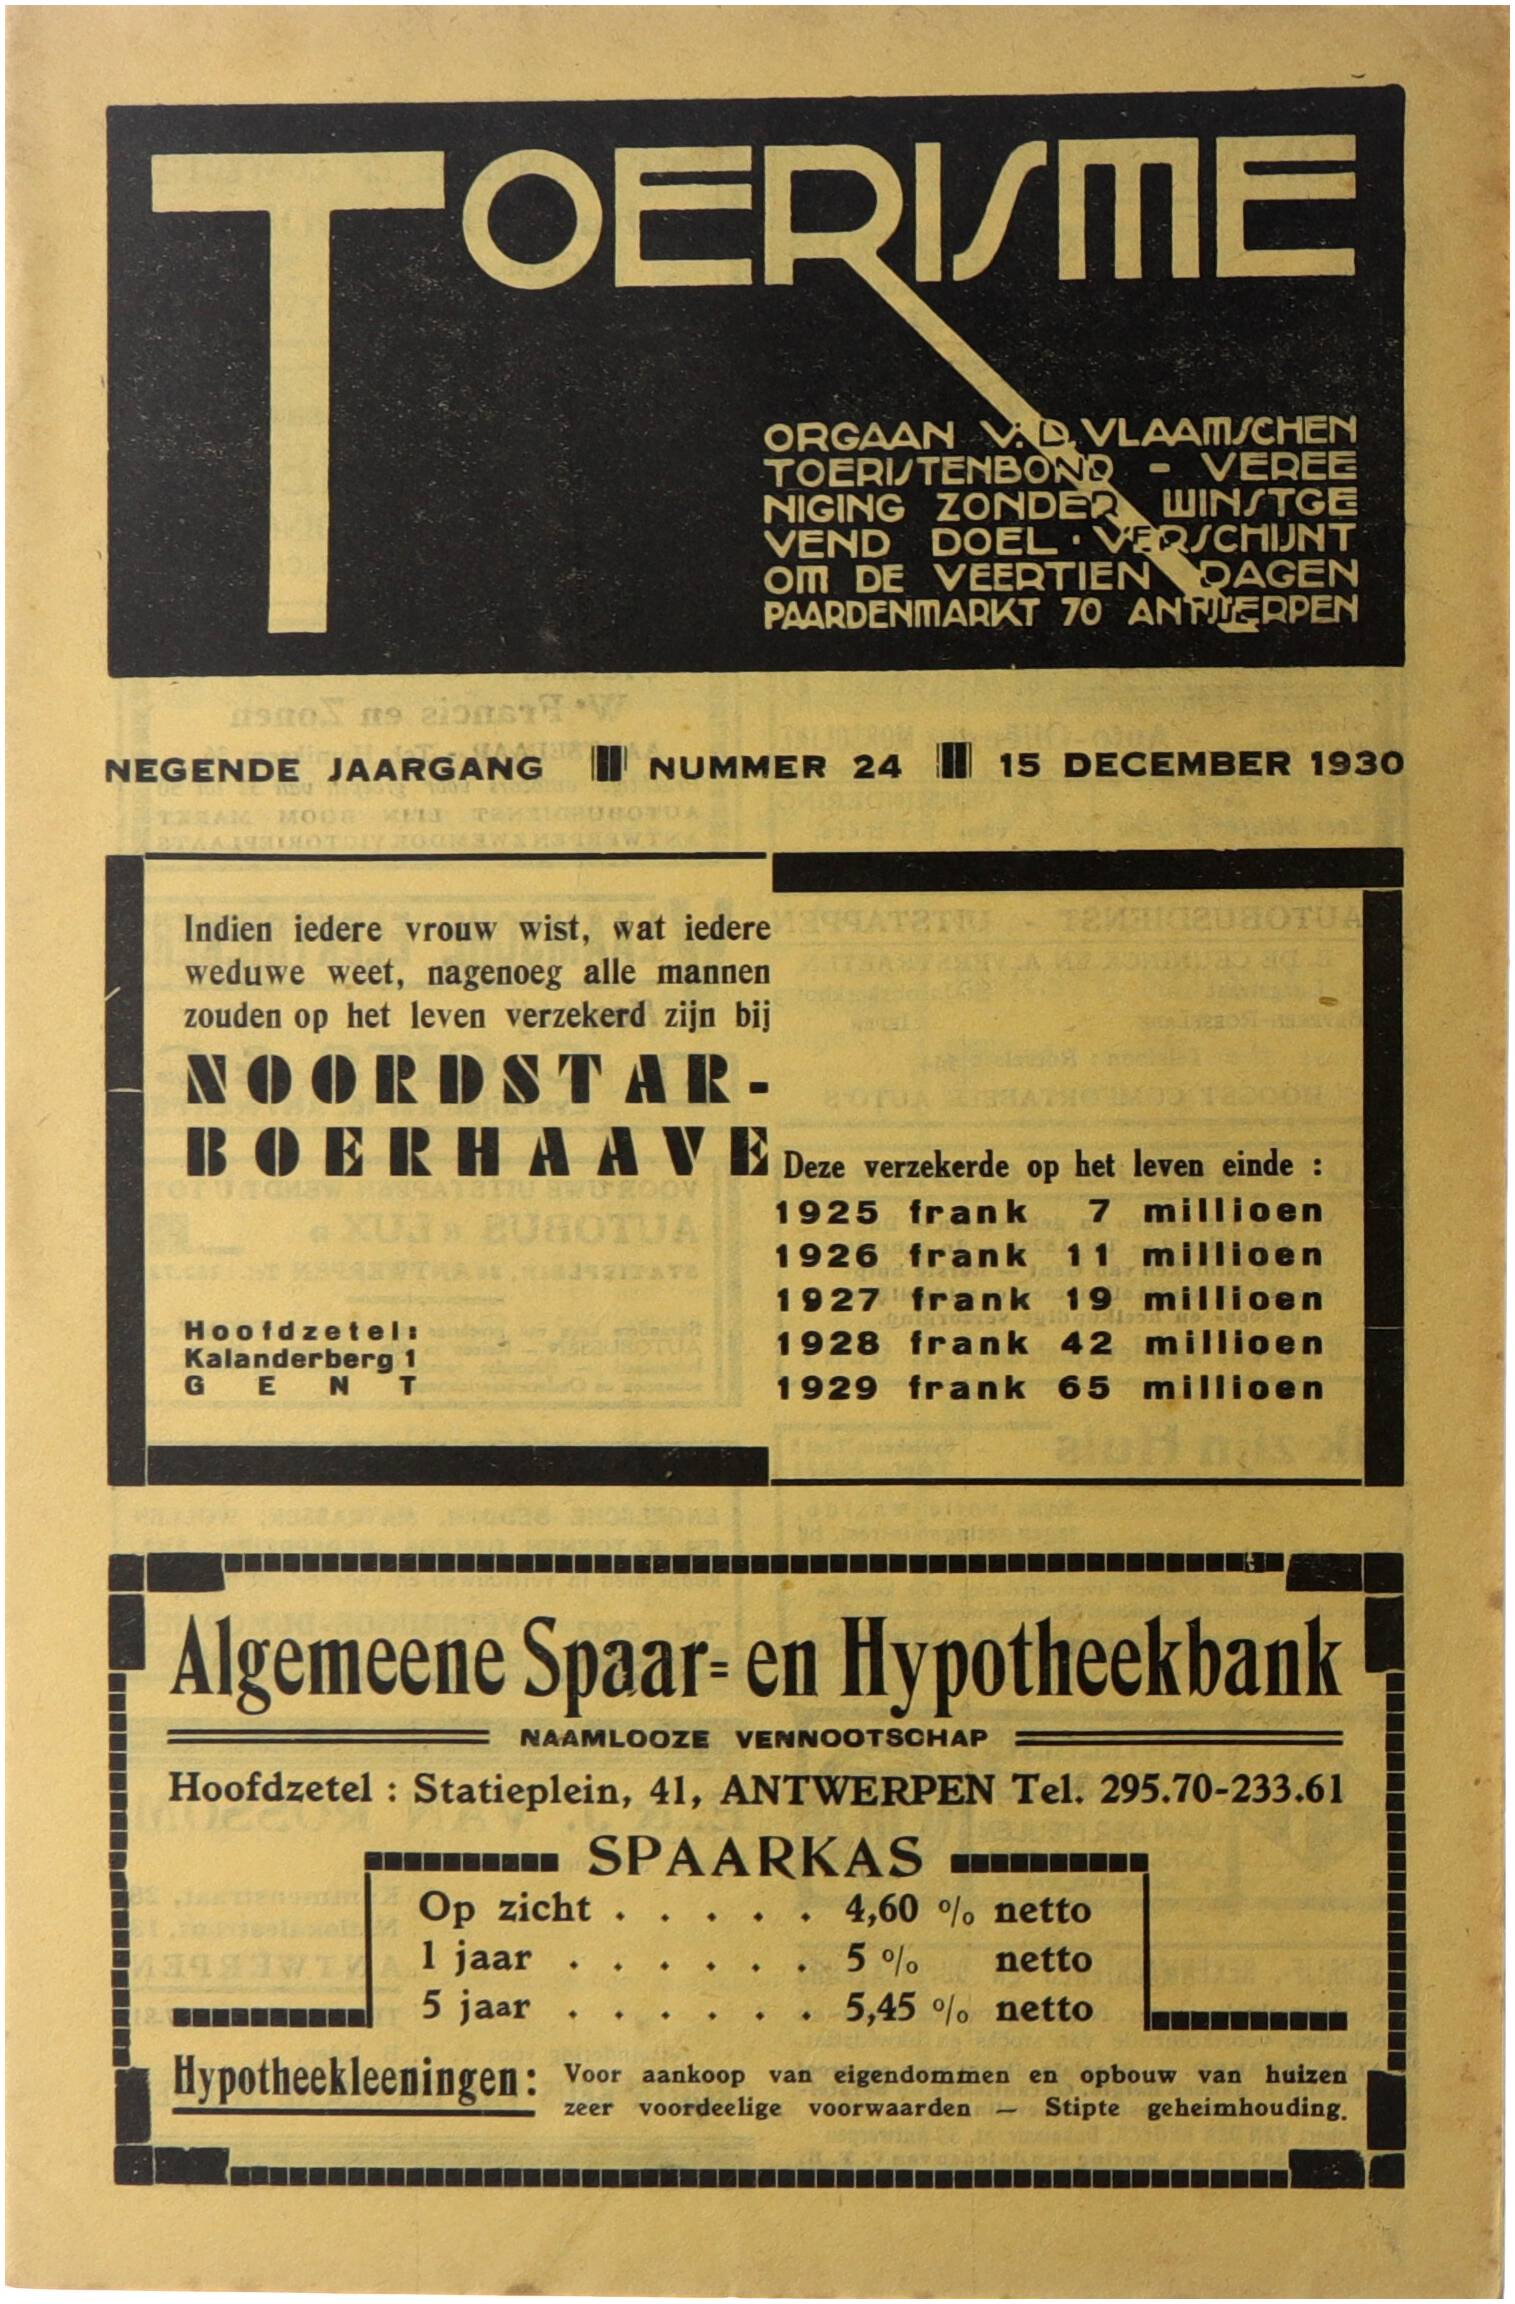 TOERISME
ORGAAN V. D. VLAAMSCHEN
TOERISTENBOND - VEREE
NIGING ZONDER WINSTGE
VEND DOEL · VERSCHIJNT
OM DE VEERTIEN DAGEN
PAARDENMARKT 70 ANTWERPEN
NEGENDE JAARGANG NUMMER 24 15 DECEMBER 1930
Indien iedere vrouw wist, wat iedere
weduwe weet, nagenoeg alle mannen
zouden op het leven verzekerd zijn bij
NOORDSTAR-
BOERHAAVE
Hoofdzetel:
Kalanderberg 1
GENT
Deze verzekerde op het leven einde :
1925 frank 7 millioen
1926 frank 11 millioen
1927 frank 19 millioen
1928 frank 42 millioen
1929 frank 65 millioen
Algemeene Spaar- en Hypotheekbank
NAAMLOOZE VENNOOTSCHAP
Hoofdzetel : Statieplein, 41, ANTWERPEN Tel. 295.70-233.61
SPAARKAS
Op zicht . . . . . 4,60 % netto
1 jaar . . . . . . 5 % netto
5 jaar . . . . . . 5,45 % netto
Hypotheekleeningen: Voor aankoop van eigendommen en opbouw van huizen
zeer voordeelige voorwaarden — Stipte geheimhouding.